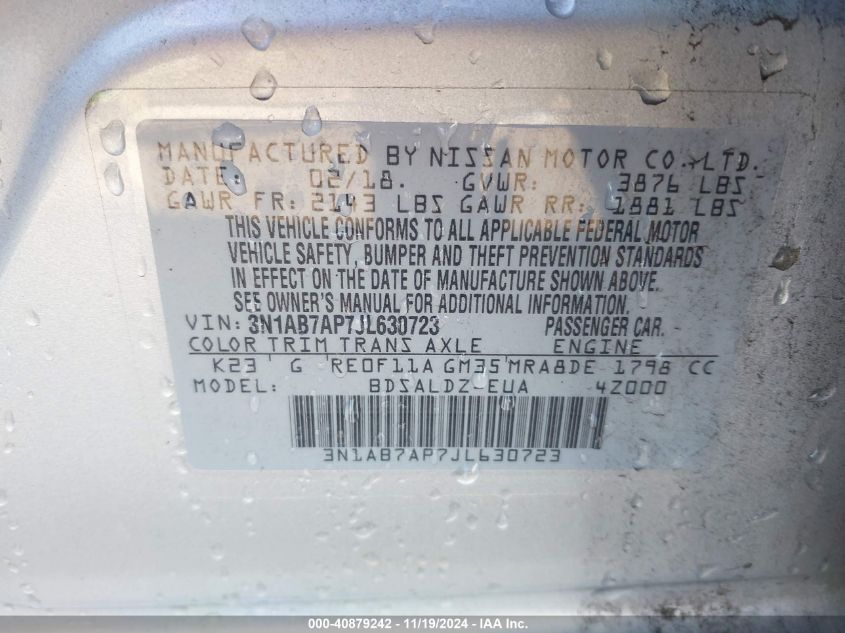 MANUFACTURED BY NISSAN MOTOR CO., LTD.
DATE: 02/18. GVWR: 3876 LBS
GAWR FR: 2143 LBS GAWR RR: 1881 LBS
THIS VEHICLE CONFORMS TO ALL APPLICABLE FEDERAL MOTOR
VEHICLE SAFETY, BUMPER AND THEFT PREVENTION STANDARDS
IN EFFECT ON THE DATE OF MANUFACTURE SHOWN ABOVE.
SEE OWNER'S MANUAL FOR ADDITIONAL INFORMATION.
VIN: 3N1AB7AP7JL630723 PASSENGER CAR.
COLOR TRIM TRANS AXLE ENGINE
K23 G RE0F11A GM35 MRA8DE 1798 CC
MODEL: BDSALDZ-EUA 4Z000
3N1AB7AP7JL630723
000-40879242 - 11/19/2024 - IAA Inc.